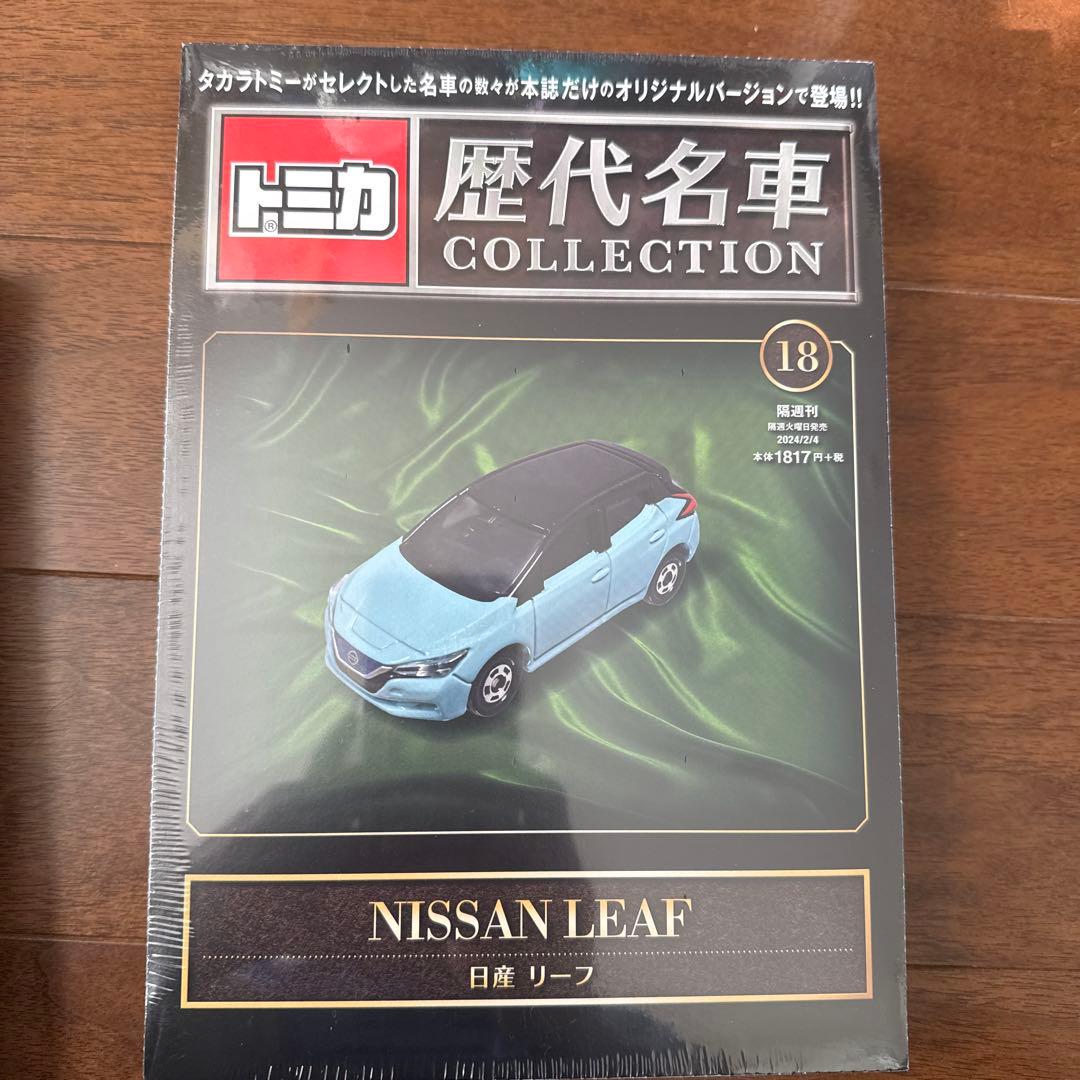 タカラトミーがセレクトした名車の数々が本誌だけのオリジナルバージョンで登場!!
トミカ®
歴代名車
COLLECTION
18
隔週刊
隔週火曜日発売
2024/2/4
本体1817円+税
NISSAN LEAF
日産 リーフ